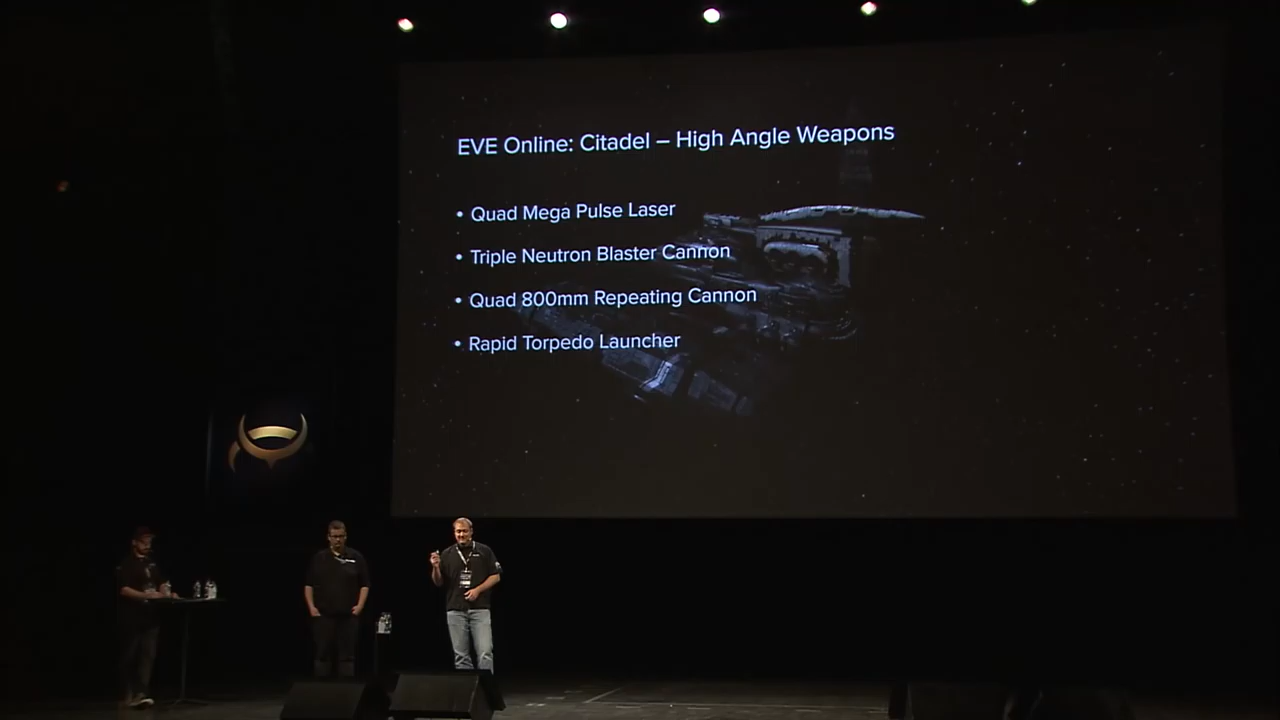 EVE Online: Citadel – High Angle Weapons
• Quad Mega Pulse Laser
• Triple Neutron Blaster Cannon
• Quad 800mm Repeating Cannon
• Rapid Torpedo Launcher